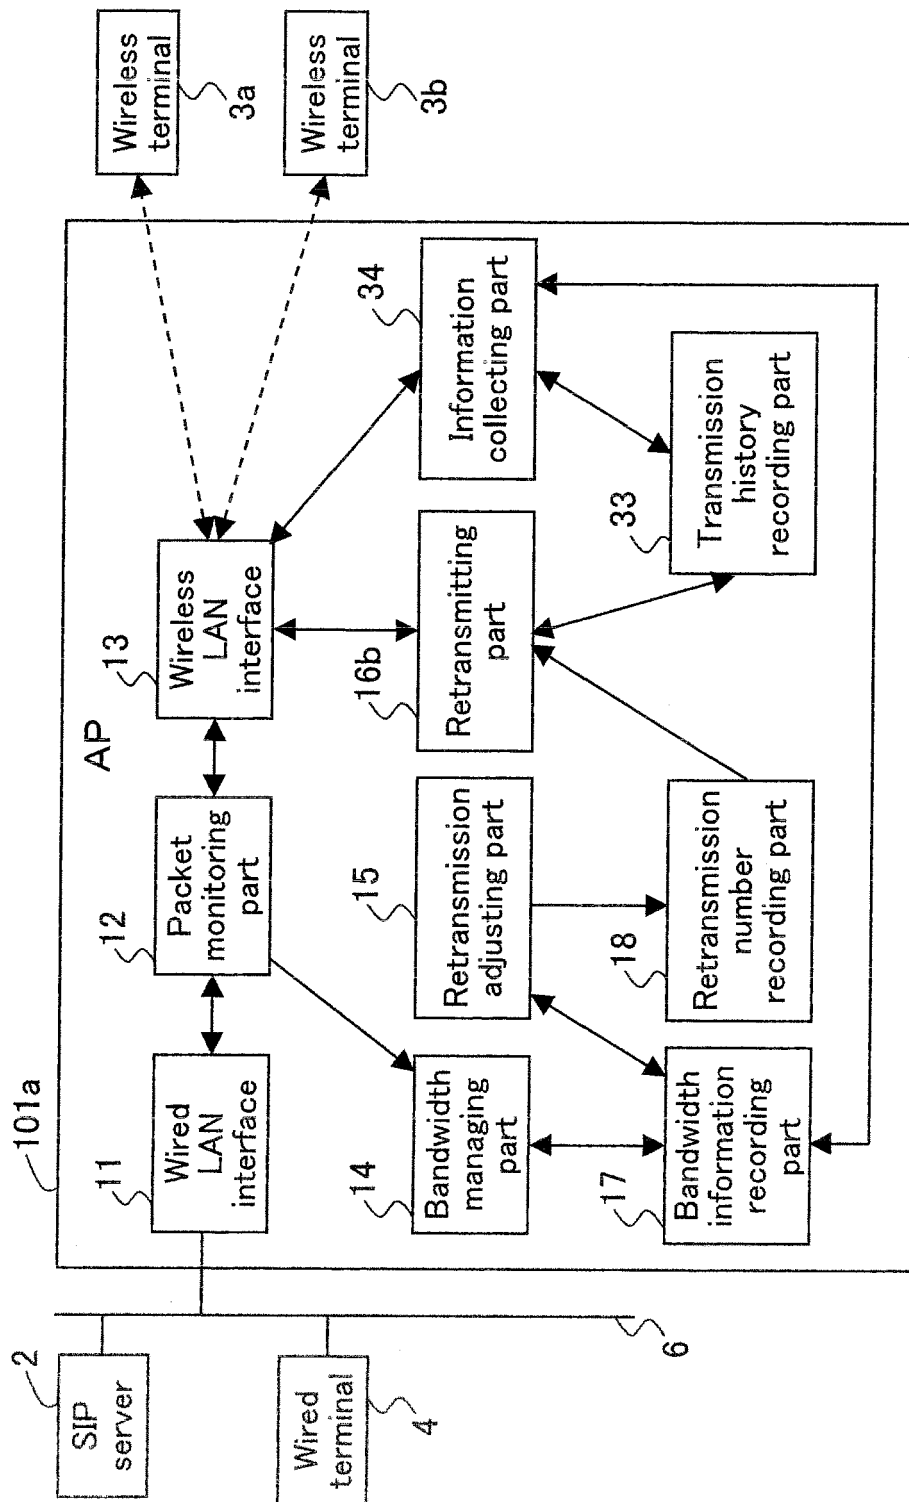 101a
AP
2
SIP
server
Wired
terminal
4
6
11
Wired
LAN
interface
12
Packet
monitoring
part
13
Wireless
LAN
interface
Wireless
terminal
3a
Wireless
terminal
3b
14
Bandwidth
managing
part
15
Retransmission
adjusting part
16b
Retransmitting
part
34
Information
collecting part
17
Bandwidth
information
recording
part
18
Retransmission
number
recording part
33
Transmission
history
recording part